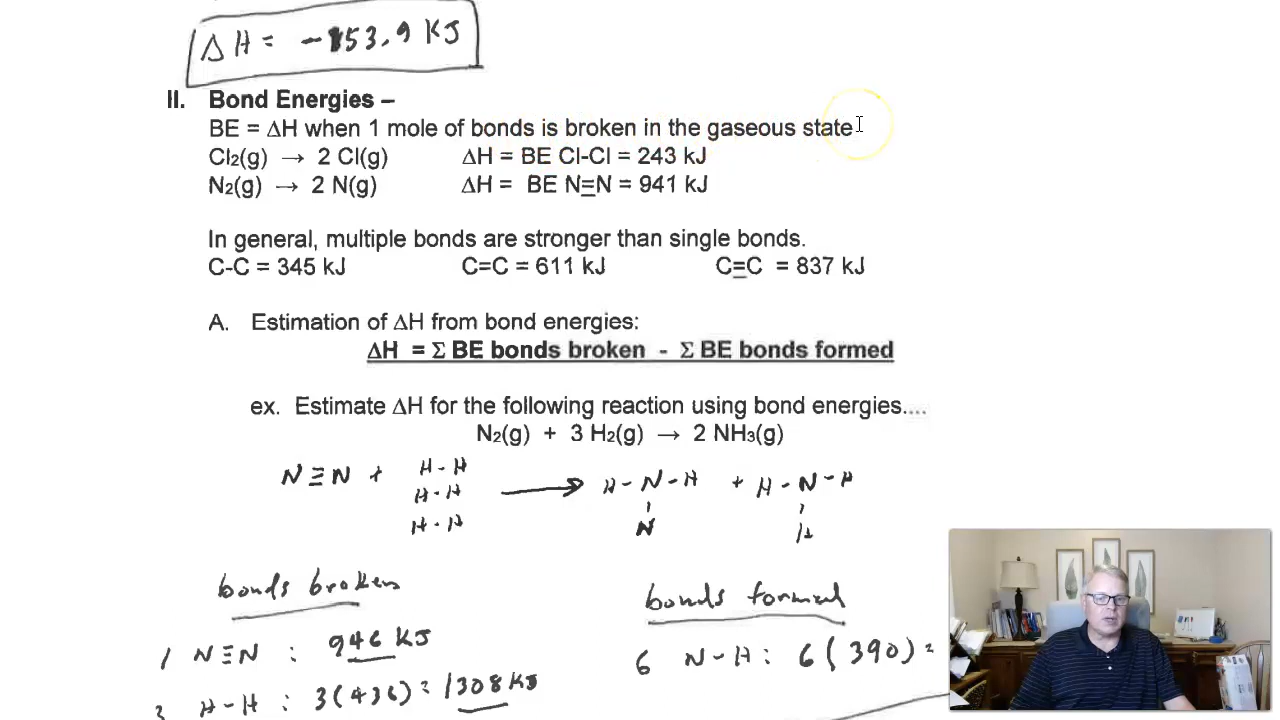 ΔH = -153.9 KJ
II. Bond Energies –
BE = ΔH when 1 mole of bonds is broken in the gaseous state
Cl2(g) → 2 Cl(g) ΔH = BE Cl-Cl = 243 kJ
N2(g) → 2 N(g) ΔH = BE N≡N = 941 kJ
In general, multiple bonds are stronger than single bonds.
C-C = 345 kJ C=C = 611 kJ C≡C = 837 kJ
A. Estimation of ΔH from bond energies:
ΔH = Σ BE bonds broken - Σ BE bonds formed
ex. Estimate ΔH for the following reaction using bond energies....
N2(g) + 3 H2(g) → 2 NH3(g)
N≡N + H-H → H-N-H + H-N-H
H-H
H-H N H
bonds broken bonds formed
1 N≡N : 946 KJ 6 N-H : 6(390) =
3 H-H : 3(436) = 1308 KJ